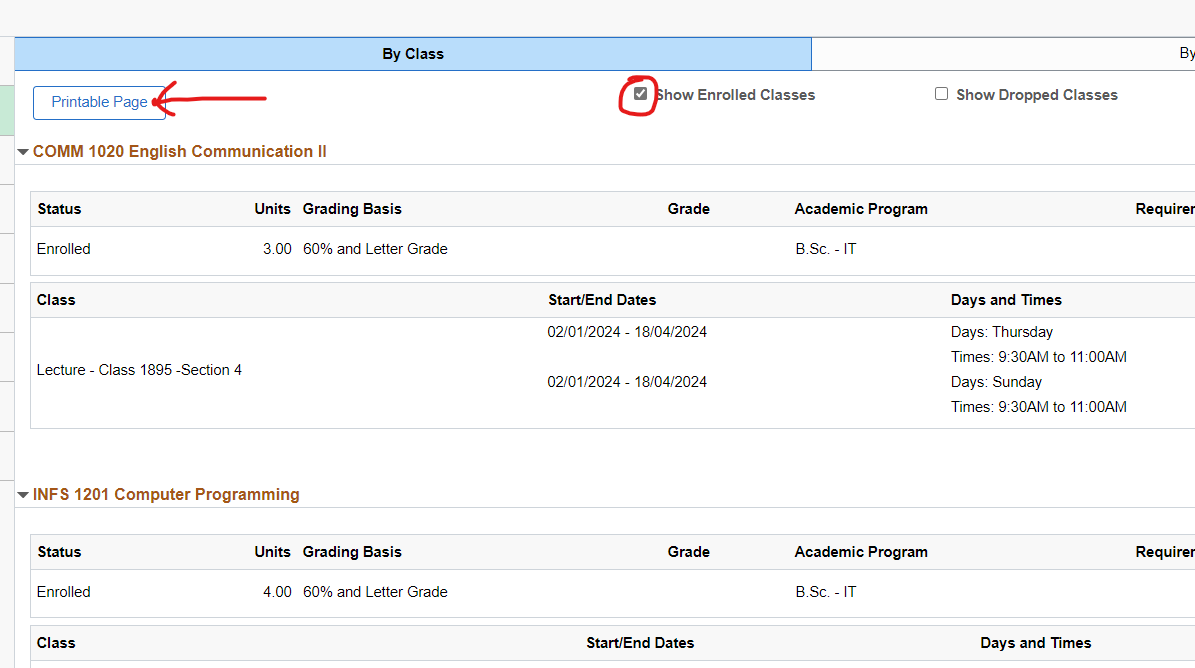 By Class By
Printable Page Show Enrolled Classes Show Dropped Classes
COMM 1020 English Communication II
Status Units Grading Basis Grade Academic Program Requirer
Enrolled 3.00 60% and Letter Grade B.Sc. - IT
Class Start/End Dates Days and Times
02/01/2024 - 18/04/2024 Days: Thursday
Times: 9:30AM to 11:00AM
Lecture - Class 1895 -Section 4
02/01/2024 - 18/04/2024 Days: Sunday
Times: 9:30AM to 11:00AM
INFS 1201 Computer Programming
Status Units Grading Basis Grade Academic Program Requirer
Enrolled 4.00 60% and Letter Grade B.Sc. - IT
Class Start/End Dates Days and Times